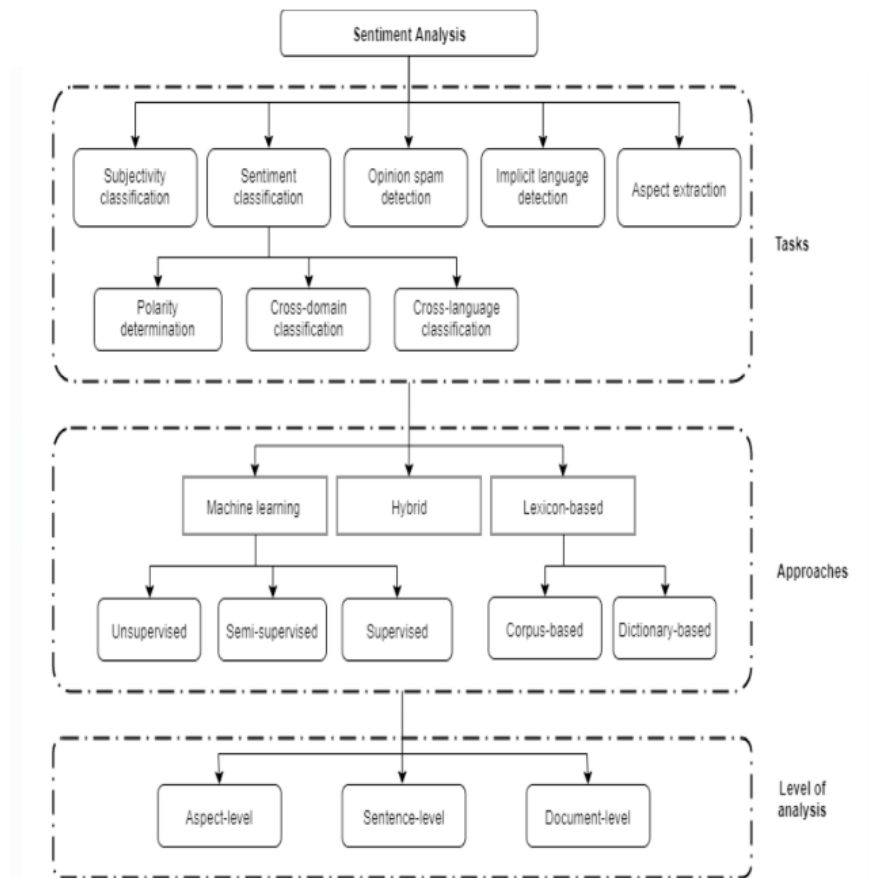 Sentiment Analysis
Subjectivity
classification
Sentiment
classification
Opinion spam
detection
Implicit language
detection
Aspect extraction
Tasks
Polarity
determination
Cross-domain
classification
Cross-language
classification
Machine learning
Hybrid
Lexicon-based
Approaches
Unsupervised
Semi-supervised
Supervised
Corpus-based
Dictionary-based
Level of
analysis
Aspect-level
Sentence-level
Document-level